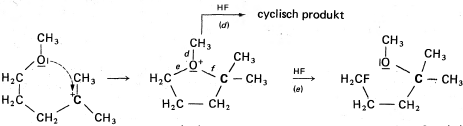 CH₃
O
H₂C CH₃
H₂C +C
CH₂ CH₃
HF
(d)
cyclisch produkt
CH₃
d
e O⁺ f
H₂C C CH₃
CH₃
H₂C CH₂
HF
(e)
CH₃
O CH₃
H₂CF C CH₃
H₂C CH₂